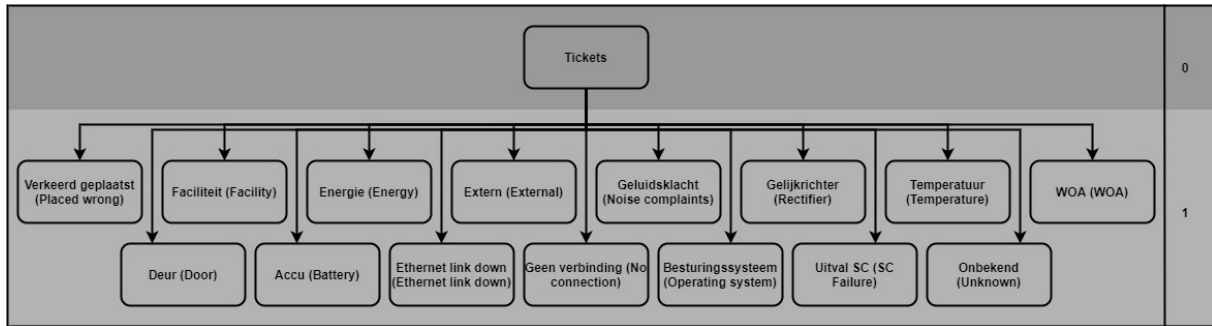 Tickets
0
Verkeerd geplaatst
(Placed wrong)
Faciliteit (Facility)
Energie (Energy)
Extern (External)
Geluidsklacht
(Noise complaints)
Gelijkrichter
(Rectifier)
Temperatuur
(Temperature)
WOA (WOA)
1
Deur (Door)
Accu (Battery)
Ethernet link down
(Ethernet link down)
Geen verbinding (No
connection)
Besturingssysteem
(Operating system)
Uitval SC (SC
Failure)
Onbekend
(Unknown)